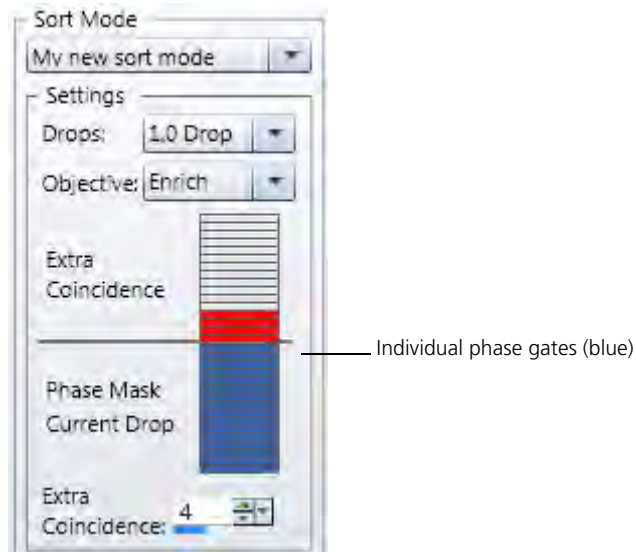 Sort Mode
My new sort mode
Settings
Drops: 1.0 Drop
Objective: Enrich
Extra
Coincidence
Individual phase gates (blue)
Phase Mask
Current Drop
Extra
Coincidence: 4